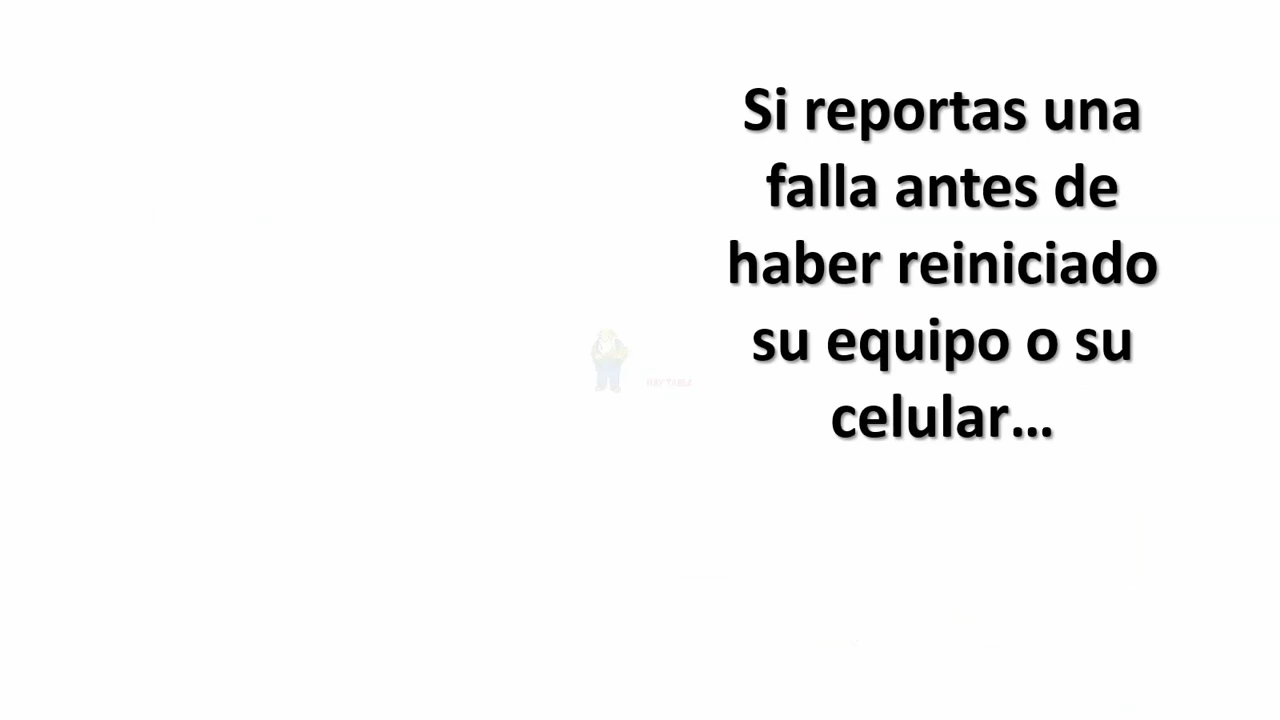 Si reportas una
falla antes de
haber reiniciado
su equipo o su
celular…